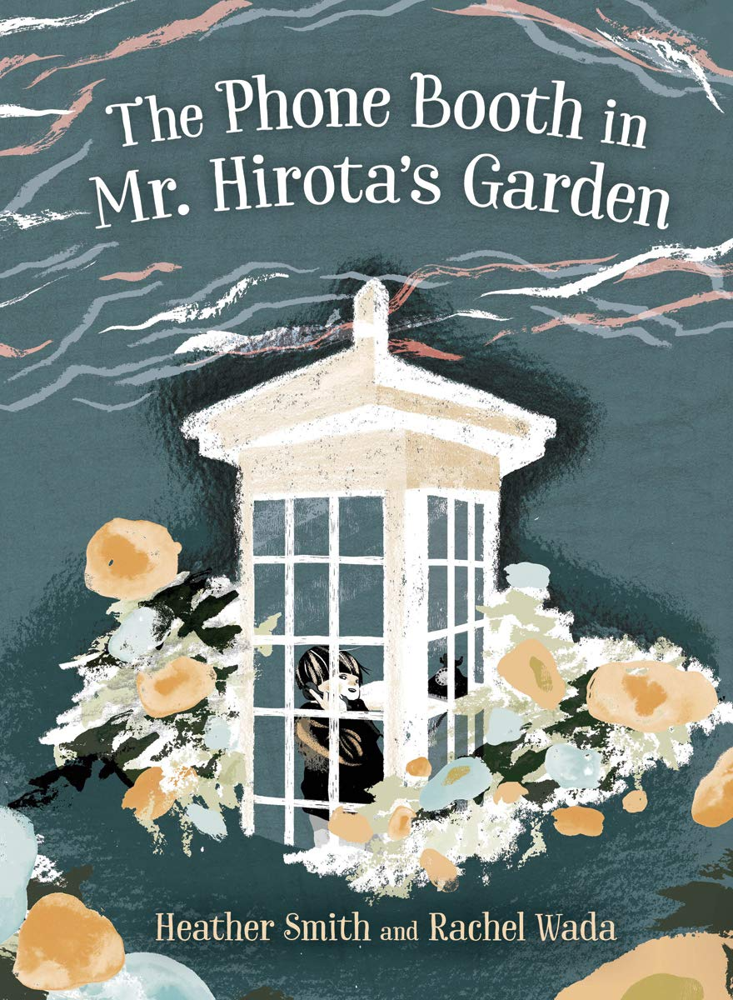 The Phone Booth in
Mr. Hirota's Garden
Heather Smith and Rachel Wada